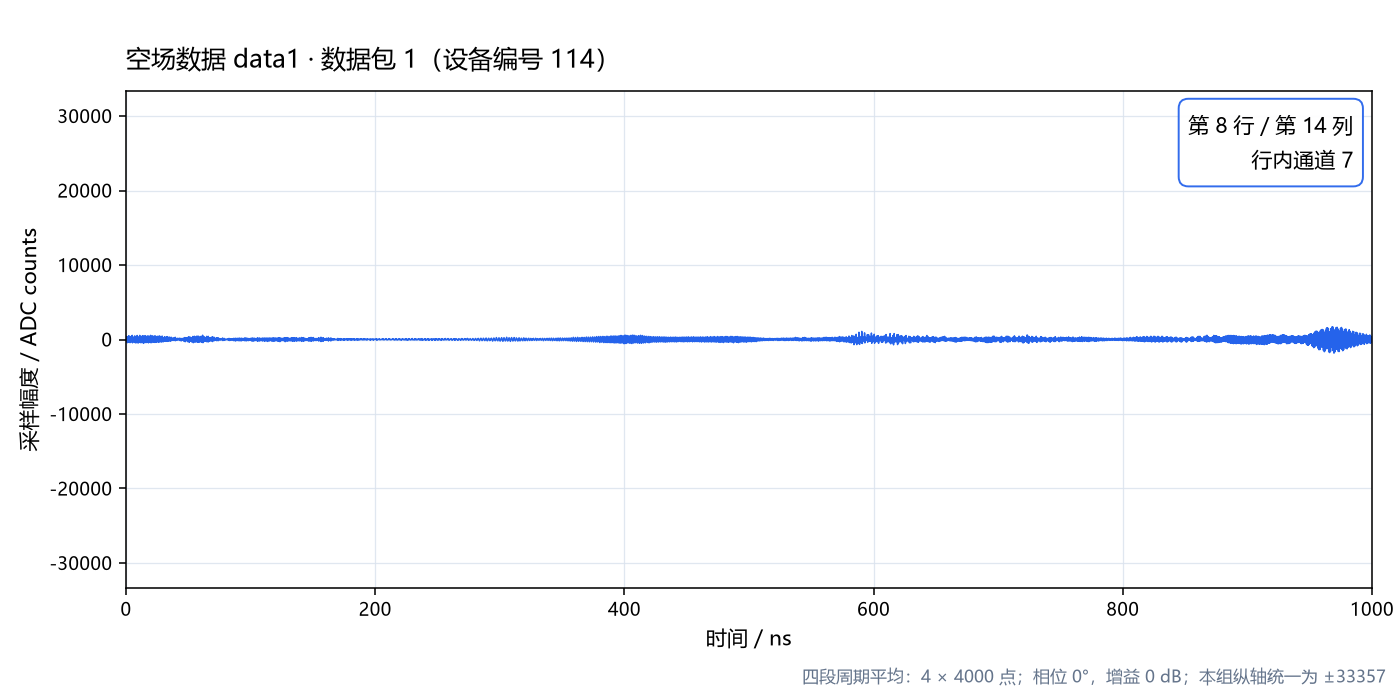 空场数据 data1 · 数据包 1（设备编号 114）
第 8 行 / 第 14 列
行内通道 7
采样幅度 / ADC counts
30000
20000
10000
0
-10000
-20000
-30000
0
200
400
600
800
1000
时间 / ns
四段周期平均：4 × 4000 点；相位 0°，增益 0 dB；本组纵轴统一为 ±33357